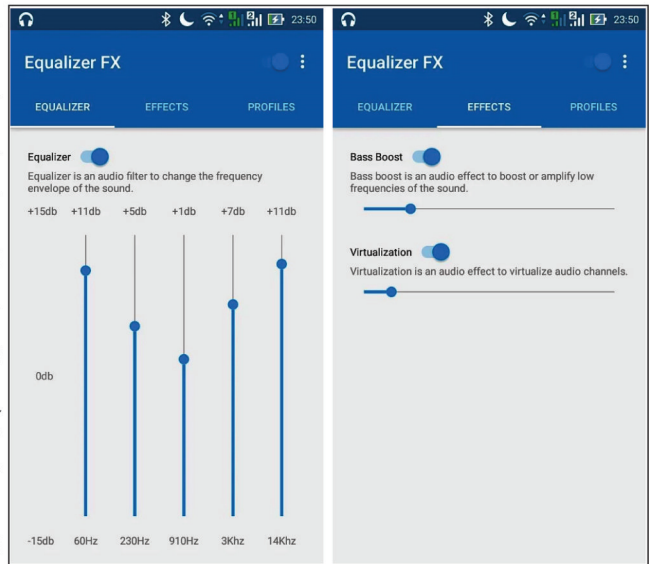 23:50
Equalizer FX
EQUALIZER EFFECTS PROFILES
Equalizer
Equalizer is an audio filter to change the frequency
envelope of the sound.
+15db +11db +5db +1db +7db +11db
0db
-15db 60Hz 230Hz 910Hz 3Khz 14Khz
23:50
Equalizer FX
EQUALIZER EFFECTS PROFILES
Bass Boost
Bass boost is an audio effect to boost or amplify low
frequencies of the sound.
Virtualization
Virtualization is an audio effect to virtualize audio channels.